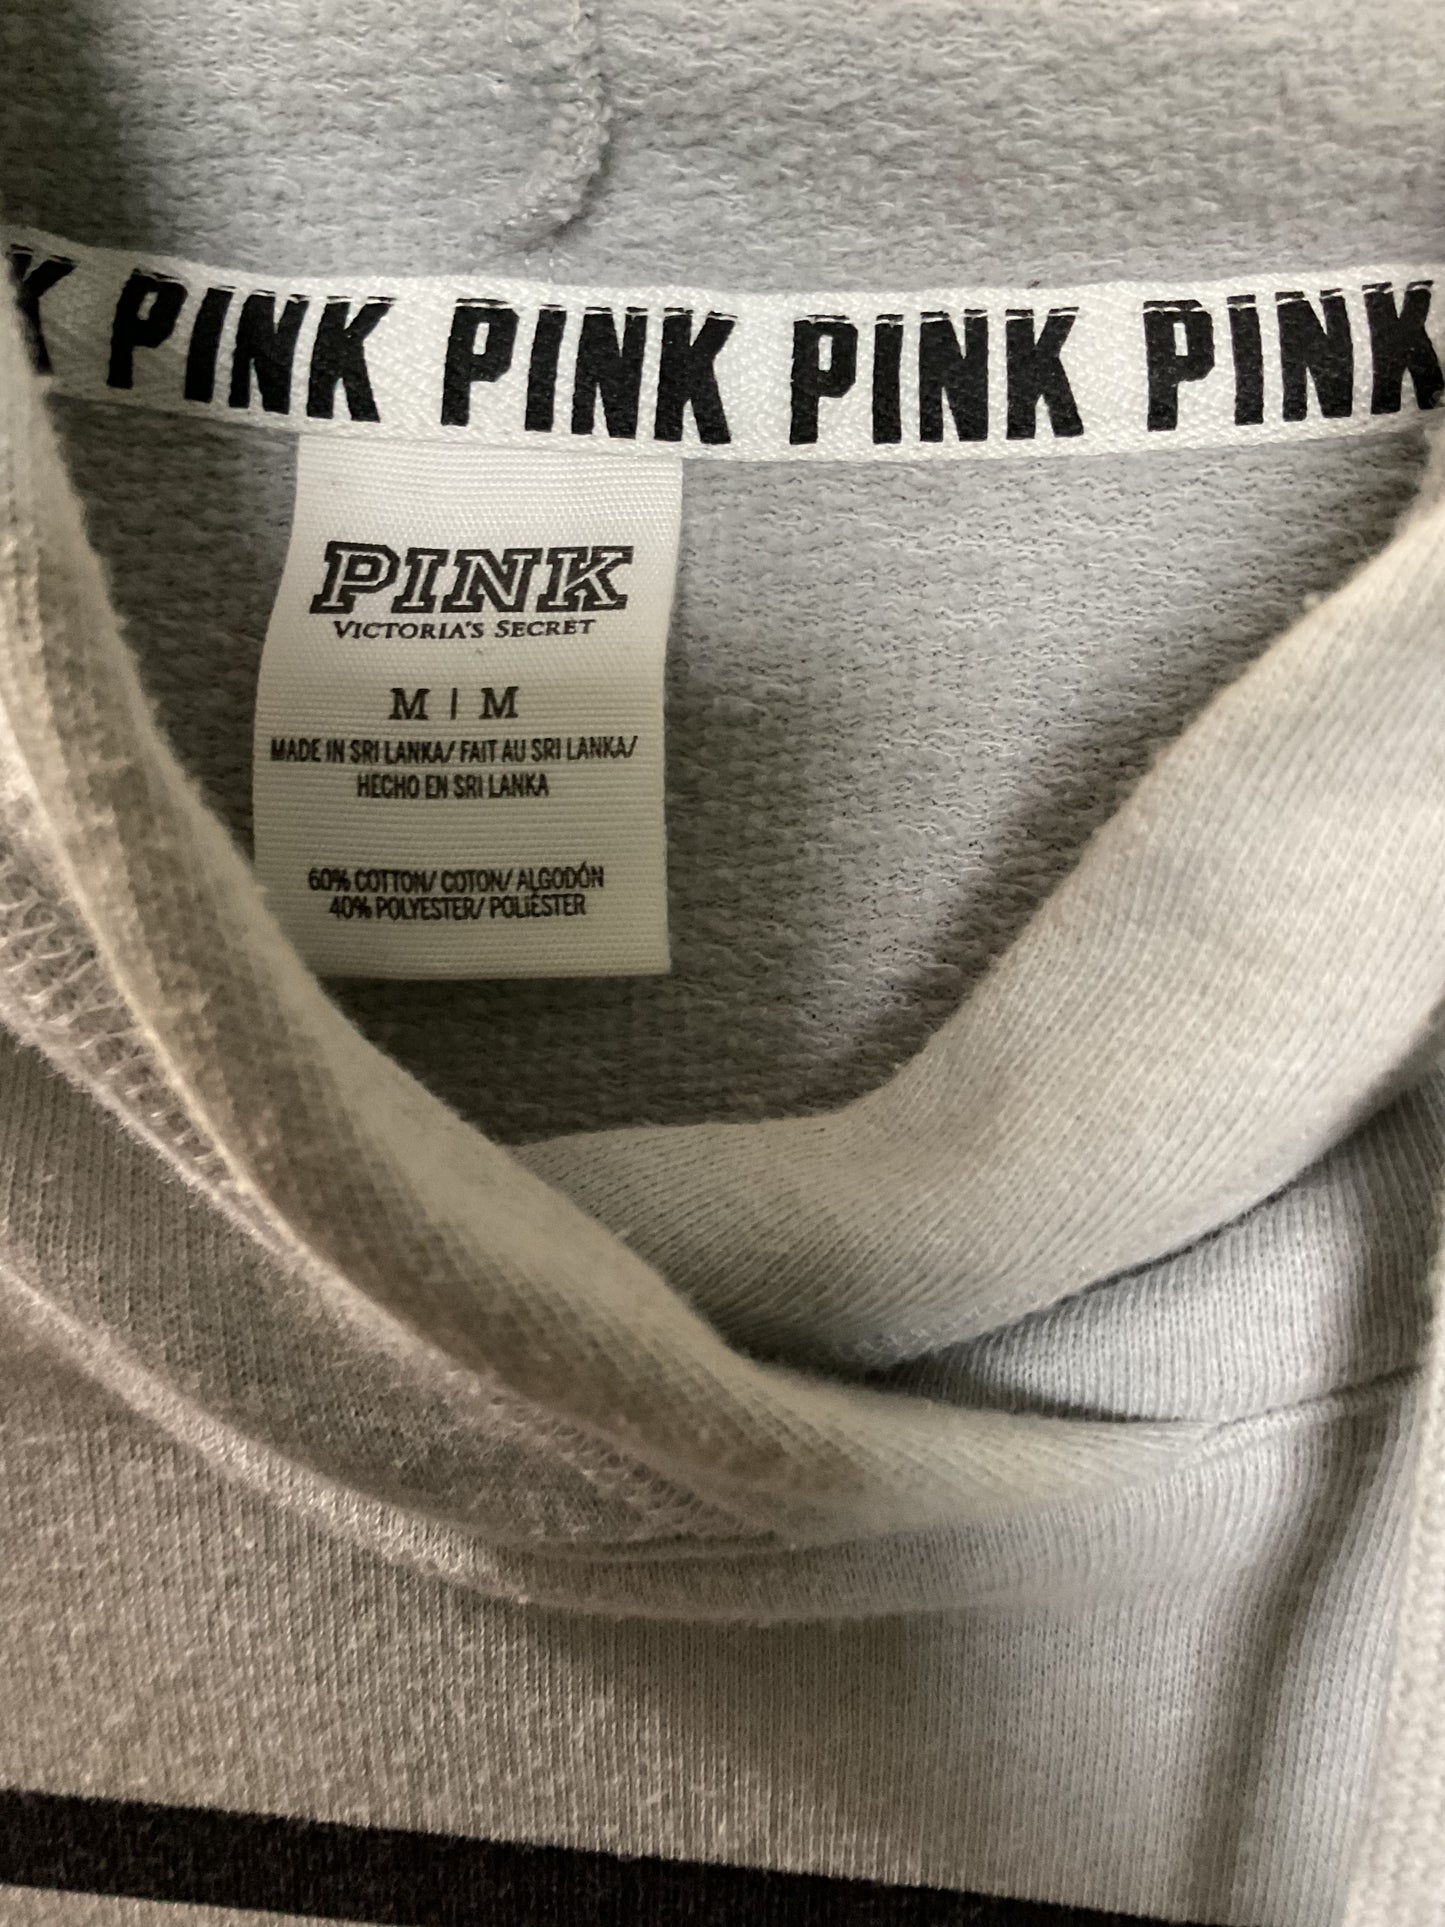 K PINK PINK PINK PINK
PINK
VICTORIA'S SECRET
M | M
MADE IN SRI LANKA/ FAIT AU SRI LANKA/
HECHO EN SRI LANKA
60% COTTON/ COTON/ ALGODÓN
40% POLYESTER/ POLIÉSTER